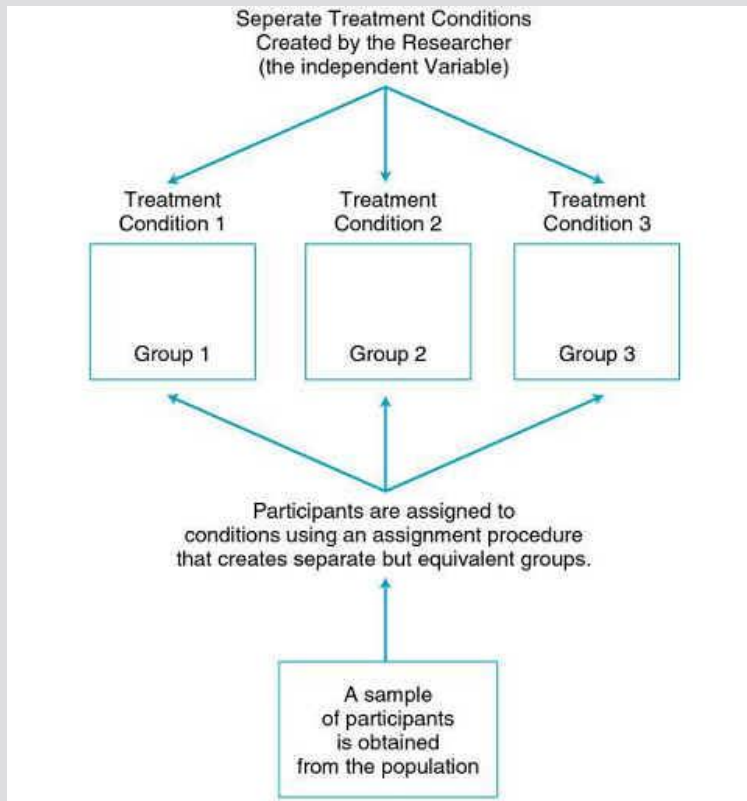 Seperate Treatment Conditions
Created by the Researcher
(the independent Variable)
Treatment
Condition 1
Treatment
Condition 2
Treatment
Condition 3
Group 1
Group 2
Group 3
Participants are assigned to
conditions using an assignment procedure
that creates separate but equivalent groups.
A sample
of participants
is obtained
from the population